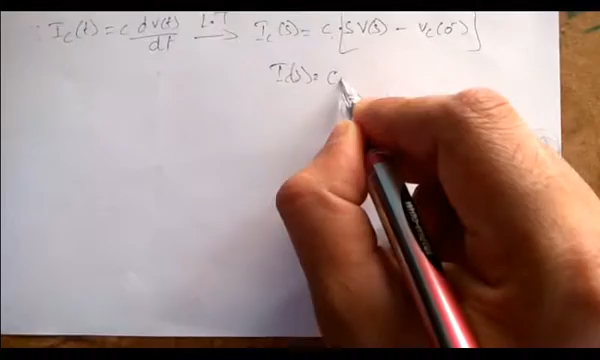 ∵ I_c(t) = c dv(t)/dt —L.T→ I_c(s) = c · [SV(s) − v_c(0⁻)]
I(s) = c